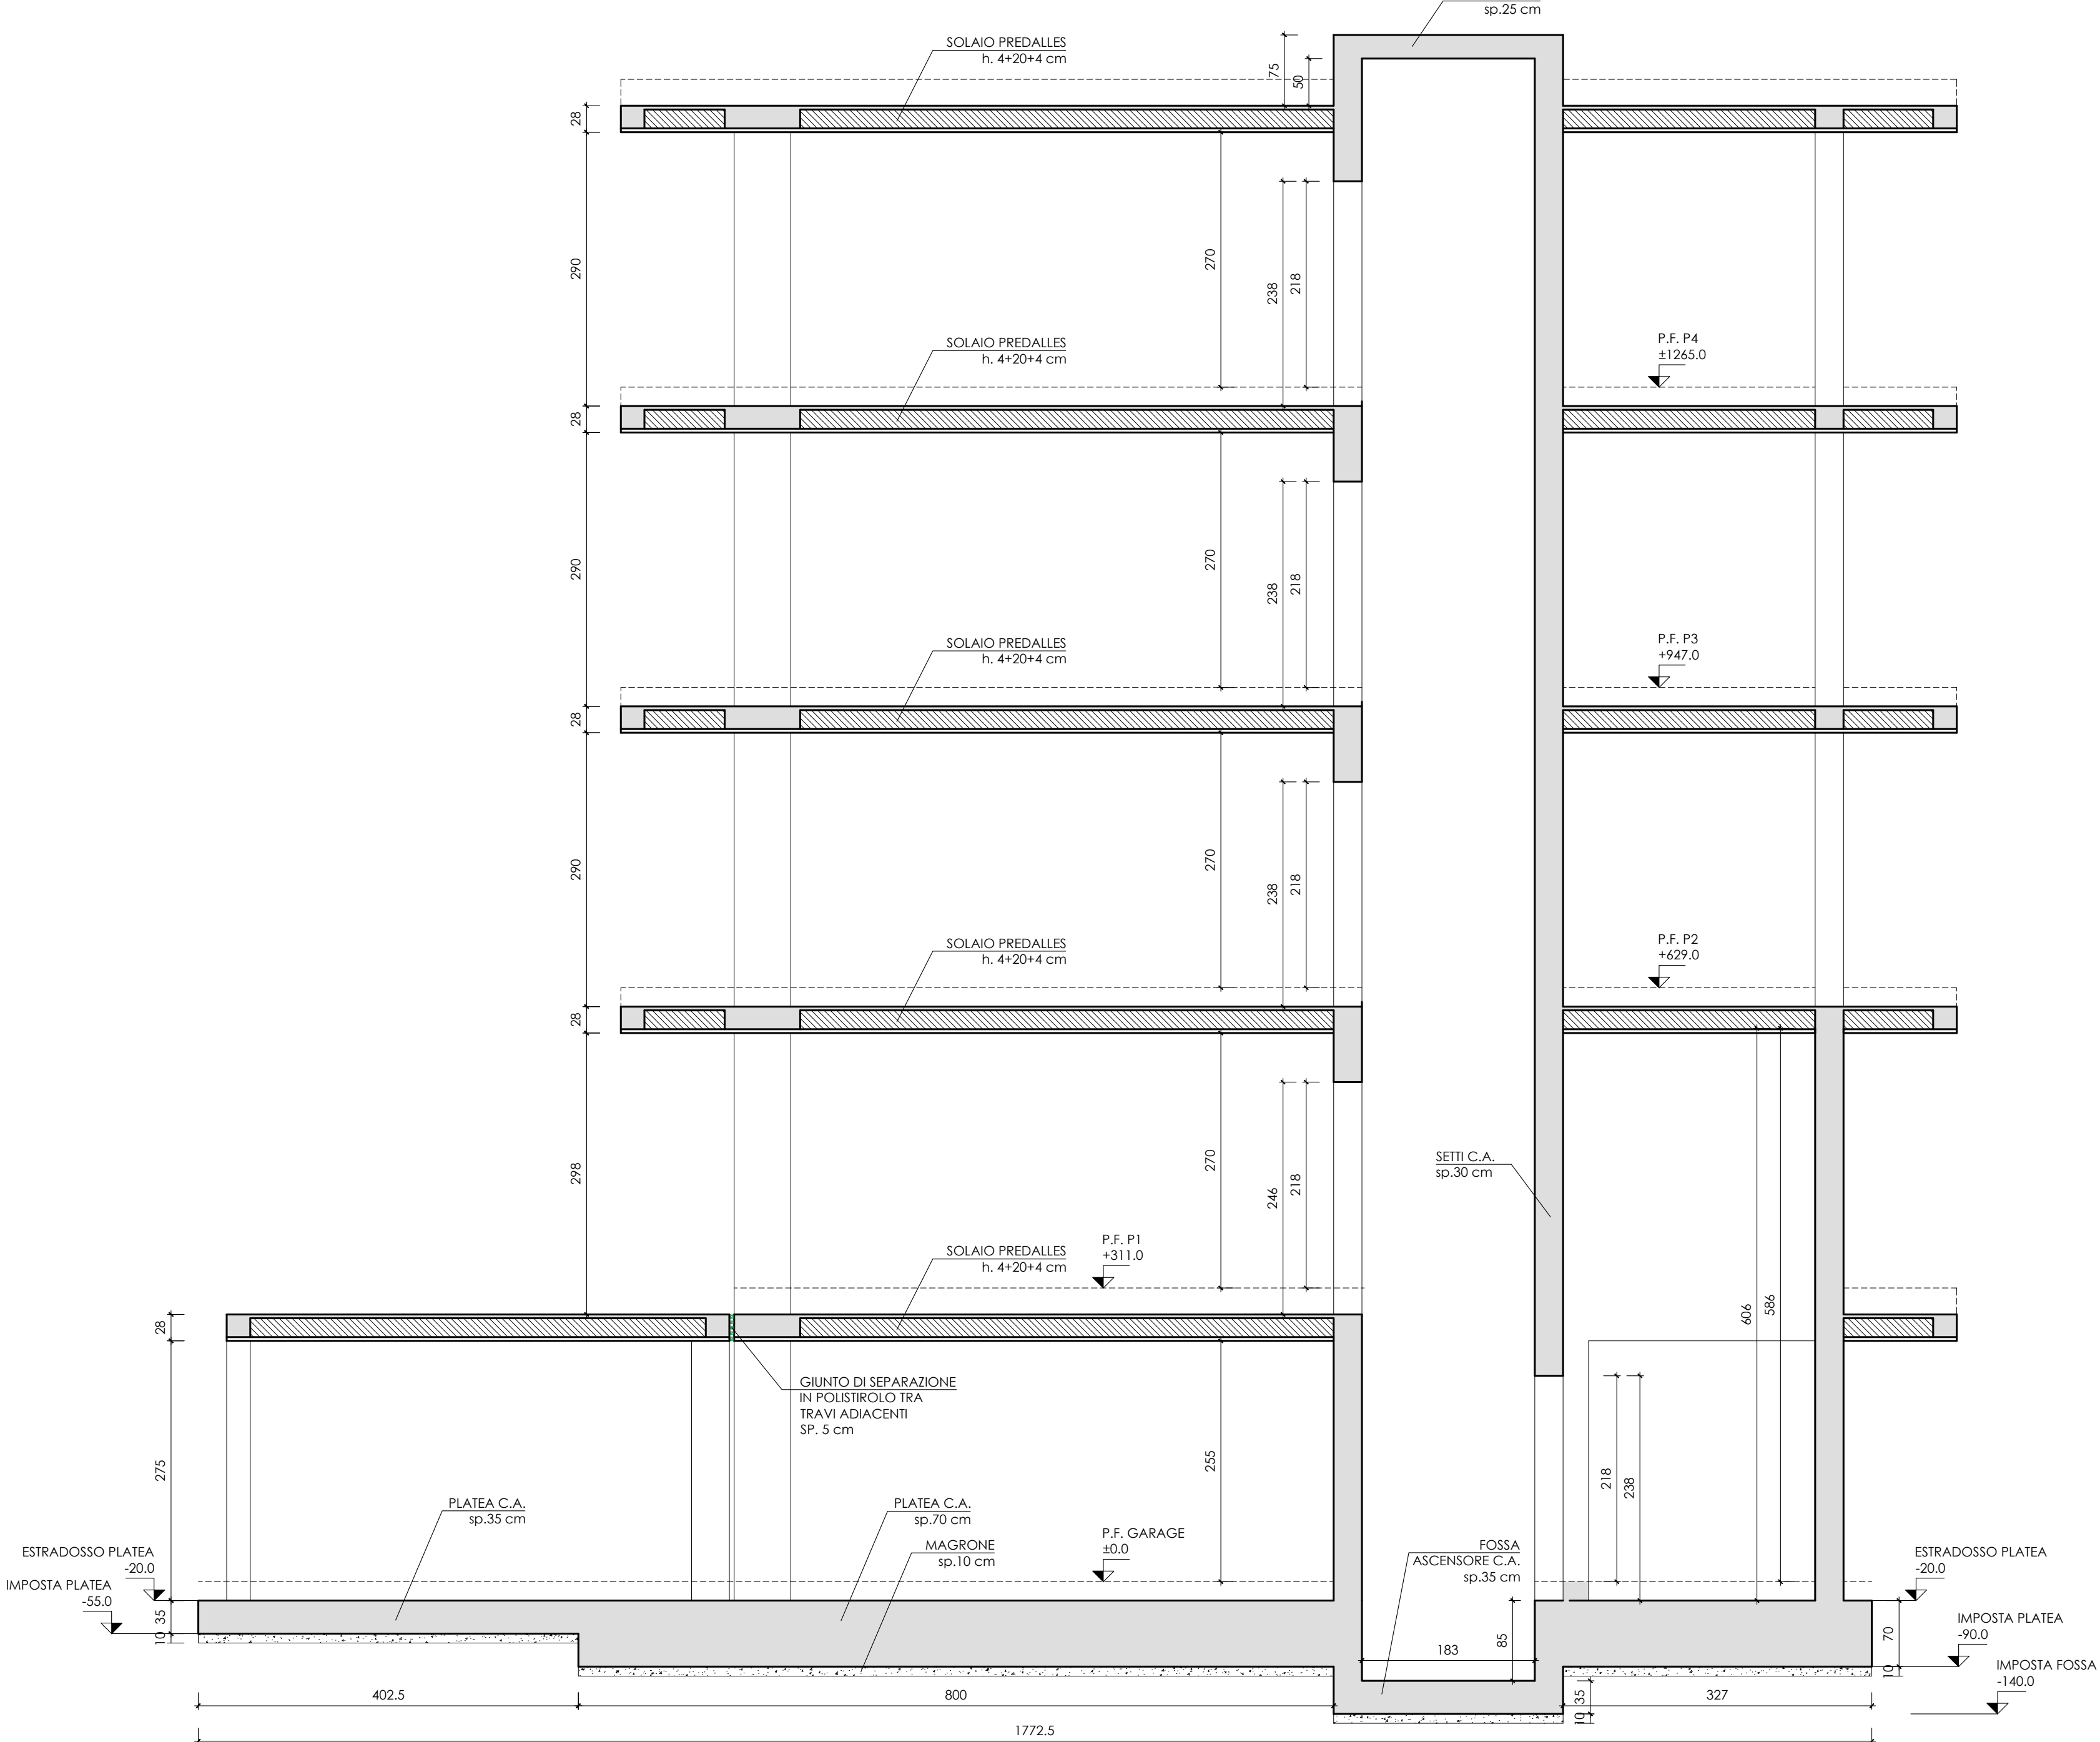 sp.25 cm
SOLAIO PREDALLES
h. 4+20+4 cm
75
50
28
290
270
238
218
SOLAIO PREDALLES
h. 4+20+4 cm
P.F. P4
±1265.0
28
290
270
238
218
SOLAIO PREDALLES
h. 4+20+4 cm
P.F. P3
+947.0
28
290
270
238
218
SOLAIO PREDALLES
h. 4+20+4 cm
P.F. P2
+629.0
28
298
270
246
218
SETTI C.A.
sp.30 cm
P.F. P1
+311.0
SOLAIO PREDALLES
h. 4+20+4 cm
606
586
28
GIUNTO DI SEPARAZIONE
IN POLISTIROLO TRA
TRAVI ADIACENTI
SP. 5 cm
275
255
218
238
PLATEA C.A.
sp.35 cm
PLATEA C.A.
sp.70 cm
MAGRONE
sp.10 cm
P.F. GARAGE
±0.0
FOSSA
ASCENSORE C.A.
sp.35 cm
ESTRADOSSO PLATEA
-20.0
IMPOSTA PLATEA
-55.0
35
10
ESTRADOSSO PLATEA
-20.0
IMPOSTA PLATEA
-90.0
IMPOSTA FOSSA
-140.0
70
10
183
85
35
10
402.5
800
327
1772.5